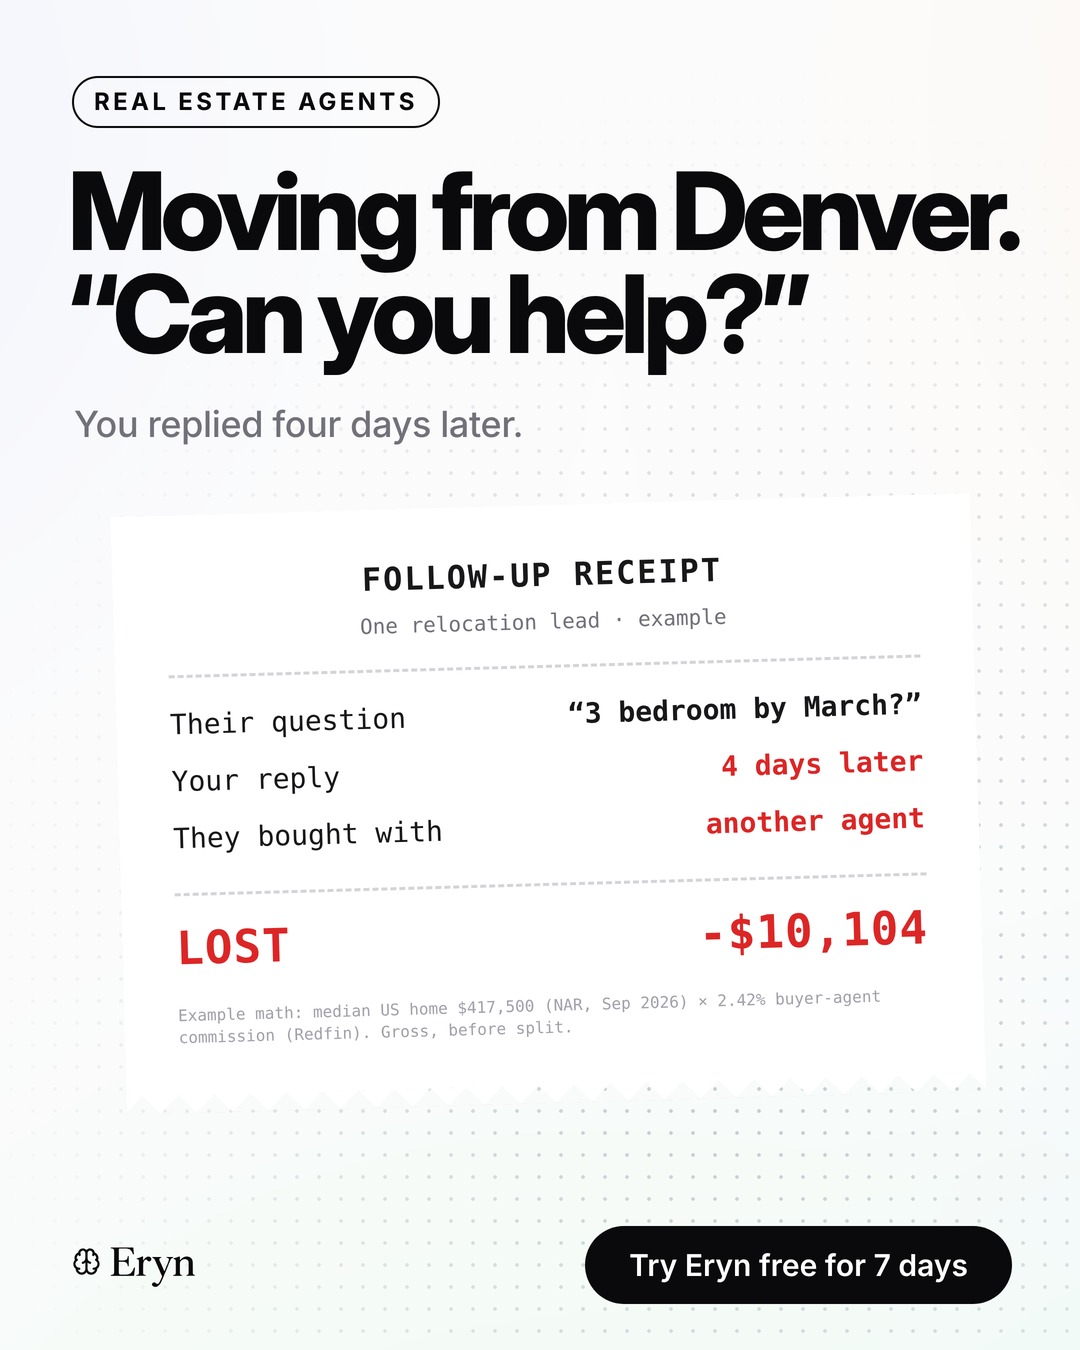 REAL ESTATE AGENTS
Moving from Denver.
“Can you help?”
You replied four days later.
FOLLOW-UP RECEIPT
One relocation lead · example
Their question “3 bedroom by March?”
Your reply 4 days later
They bought with another agent
LOST -$10,104
Example math: median US home $417,500 (NAR, Sep 2026) × 2.42% buyer-agent
commission (Redfin). Gross, before split.
Eryn
Try Eryn free for 7 days